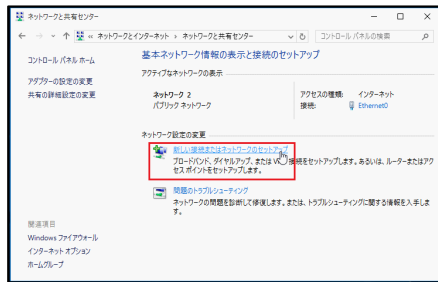 ネットワークと共有センター
« ネットワークとインターネット › ネットワークと共有センター
コントロール パネルの検索
コントロール パネル ホーム
アダプターの設定の変更
共有の詳細設定の変更
基本ネットワーク情報の表示と接続のセットアップ
アクティブなネットワークの表示
ネットワーク 2
パブリック ネットワーク
アクセスの種類: インターネット
接続: Ethernet0
ネットワーク設定の変更
新しい接続またはネットワークのセットアップ
ブロードバンド、ダイヤルアップ、または 接続をセットアップします。あるいは、ルーターまたはアク
セス ポイントをセットアップします。
問題のトラブルシューティング
ネットワークの問題を診断して修復します。または、トラブルシューティングに関する情報を入手しま
す。
関連項目
Windows ファイアウォール
インターネット オプション
ホームグループ